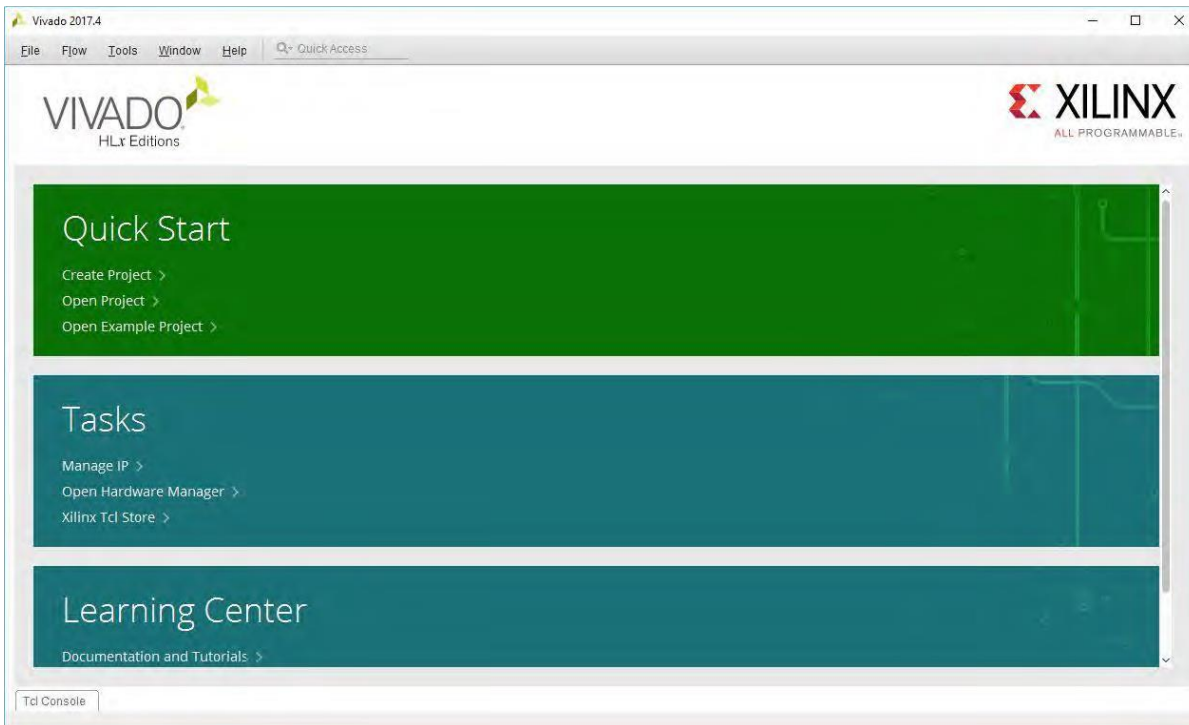 Vivado 2017.4
File Flow Tools Window Help Quick Access
VIVADO
HLx Editions
XILINX
ALL PROGRAMMABLE™
Quick Start
Create Project >
Open Project >
Open Example Project >
Tasks
Manage IP >
Open Hardware Manager >
Xilinx Tcl Store >
Learning Center
Documentation and Tutorials >
Tcl Console